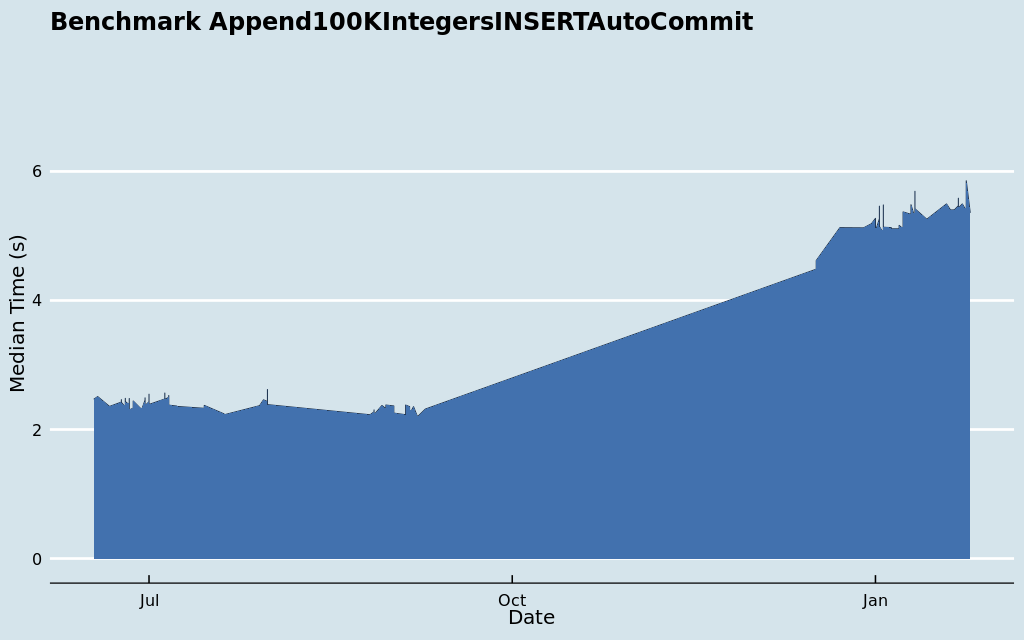 Benchmark Append100KIntegersINSERTAutoCommit
Median Time (s)
6
4
2
0
Jul
Oct
Jan
Date